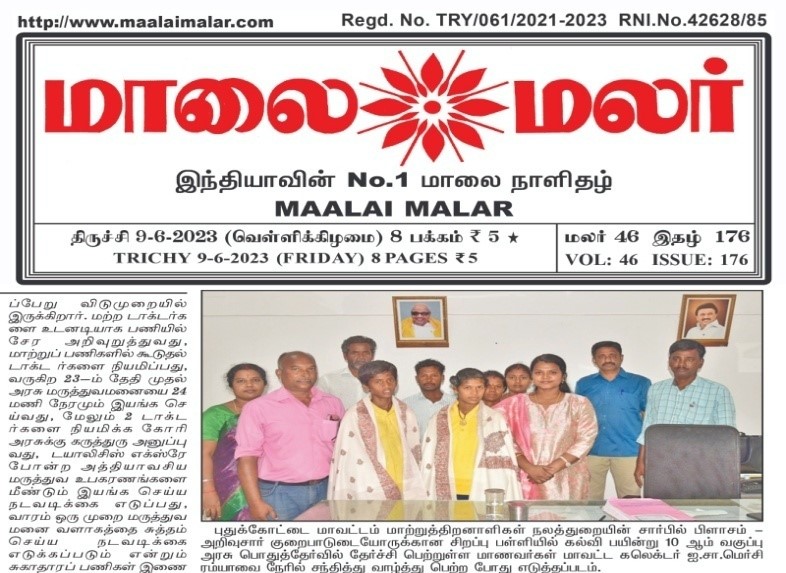 http://www.maalaimalar.com Regd. No. TRY/061/2021-2023 RNI.No.42628/85
மாலை மலர்
இந்தியாவின் No.1 மாலை நாளிதழ்
MAALAI MALAR
திருச்சி 9-6-2023 (வெள்ளிக்கிழமை) 8 பக்கம் ₹ 5 ★
மலர் 46 இதழ் 176
TRICHY 9-6-2023 (FRIDAY) 8 PAGES ₹ 5
VOL: 46 ISSUE: 176
ப்பேறு விடுமுறையில்
இருக்கிறார். மற்ற டாக்டர்க
ளை உடனடியாக பணியில்
சேர அறிவுறுத்துவது,
மாற்றுப் பணிகளில் கூடுதல்
டாக்ட ர்களை நியமிப்பது,
வருகிற 23–ம் தேதி முதல்
அரசு மருத்துவமனையை 24
மணி நேரமும் இயங்க செ
ய்வது, மேலும் 2 டாக்ட
ர்களை நியமிக்க கோரி
அரசுக்கு கருத்துரு அனுப்பு
வது, டயாலிசிஸ் எக்ஸ்ரே
போன்ற அத்தியாவசிய
மருத்துவ உபகரணங்களை
மீண்டும் இயங்க செய்ய
நடவடிக்கை எடுப்பது,
வாரம் ஒரு முறை மருத்துவ
மனை வளாகத்தை சுத்தம்
செய்ய நடவடிக்கை
எடுக்கப்படும் என்றும்
சுகாதாரப் பணிகள் இணை
புதுக்கோட்டை மாவட்டம் மாற்றுத்திறனாளிகள் நலத்துறையின் சார்பில் பிளாசம் –
அறிவுசார் குறைபாடுடையோருக்கான சிறப்பு பள்ளியில் கல்வி பயின்று 10 ஆம் வகுப்பு
அரசு பொதுத்தேர்வில் தேர்ச்சி பெற்றுள்ள மாணவர்கள் மாவட்ட கலெக்டர் ஐ.சா.மெர்சி
ரம்யாவை நேரில் சந்தித்து வாழ்த்து பெற்ற போது எடுத்தப்படம்.